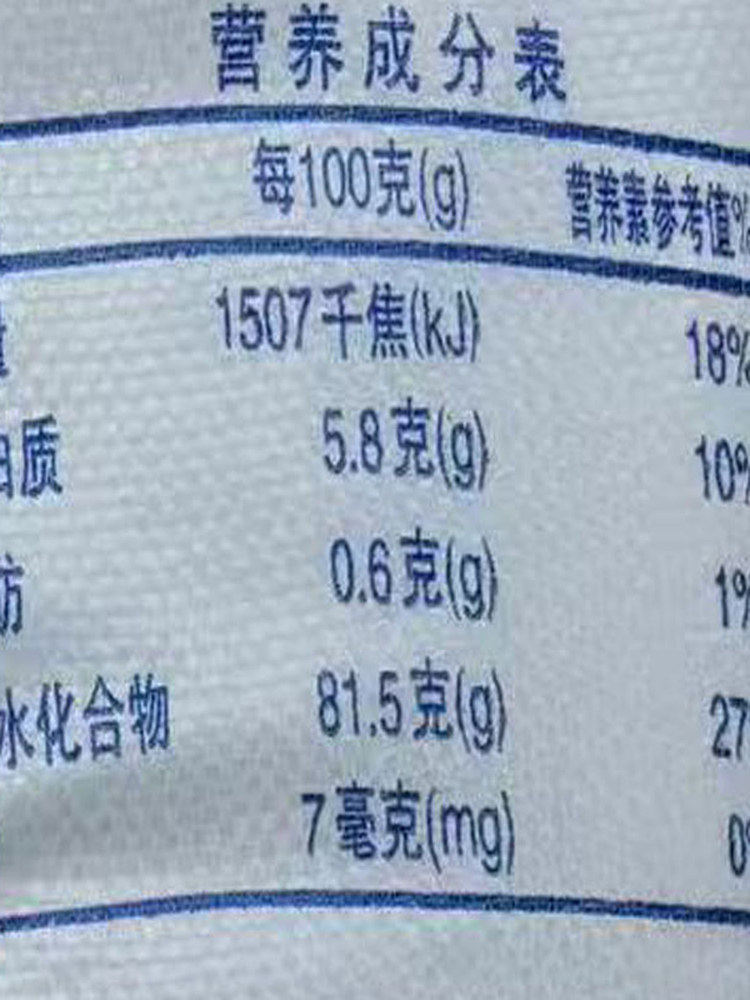 营养成分表
每100克(g) 营养素参考值%
量 1507千焦(kJ) 18%
白质 5.8克(g) 10%
肪 0.6克(g) 1%
水化合物 81.5克(g) 27
7毫克(mg) 0